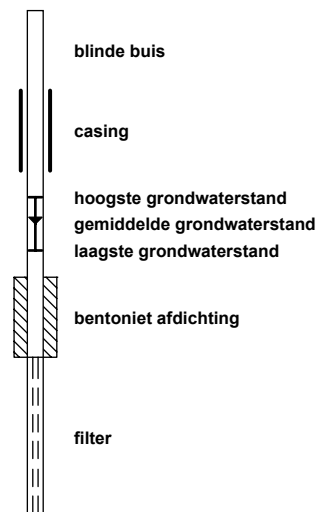 blinde buis
casing
hoogste grondwaterstand
gemiddelde grondwaterstand
laagste grondwaterstand
bentoniet afdichting
filter